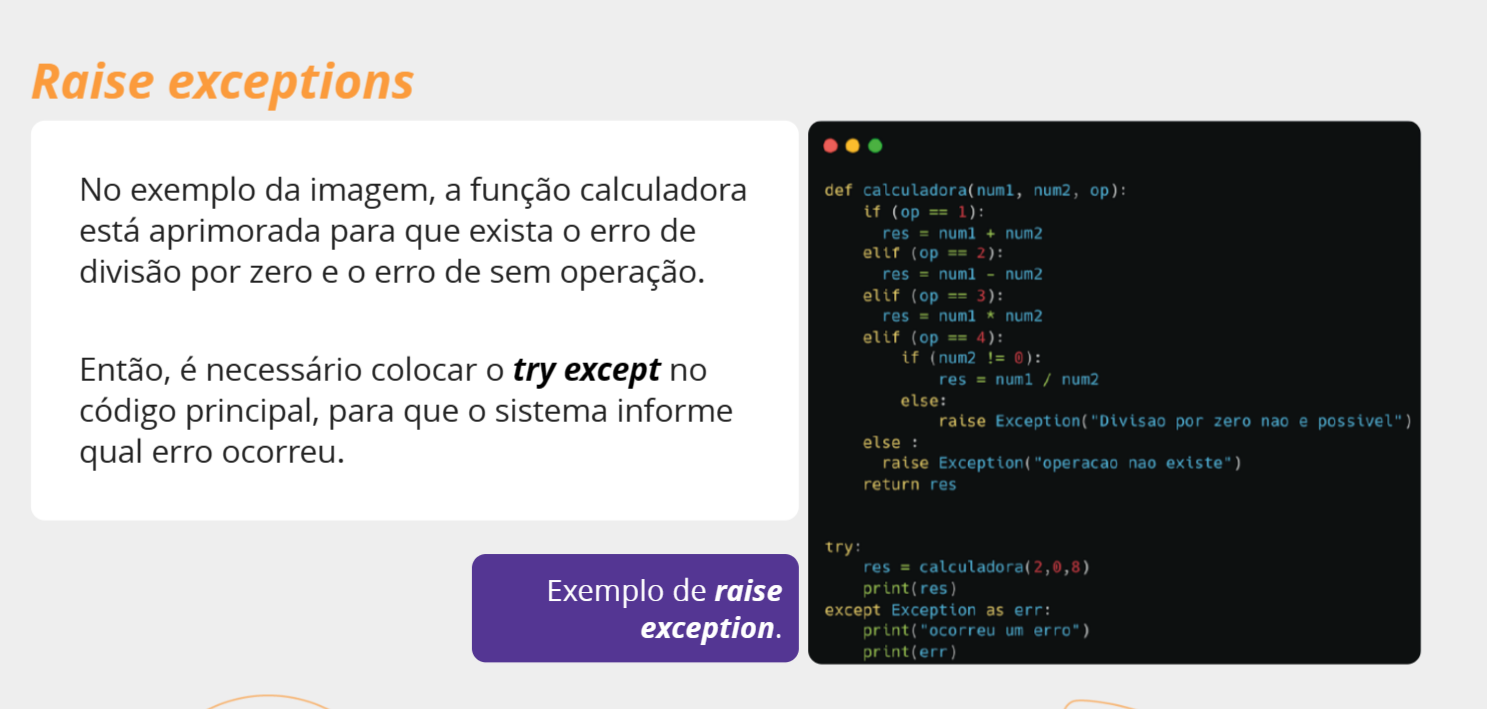 Raise exceptions
No exemplo da imagem, a função calculadora
está aprimorada para que exista o erro de
divisão por zero e o erro de sem operação.
Então, é necessário colocar o try except no
código principal, para que o sistema informe
qual erro ocorreu.
Exemplo de raise
exception.
def calculadora(num1, num2, op):
    if (op == 1):
      res = num1 + num2
    elif (op == 2):
      res = num1 - num2
    elif (op == 3):
      res = num1 * num2
    elif (op == 4):
        if (num2 != 0):
            res = num1 / num2
        else:
            raise Exception("Divisao por zero nao e possivel")
    else :
      raise Exception("operacao nao existe")
    return res
try:
    res = calculadora(2,0,8)
    print(res)
except Exception as err:
    print("ocorreu um erro")
    print(err)